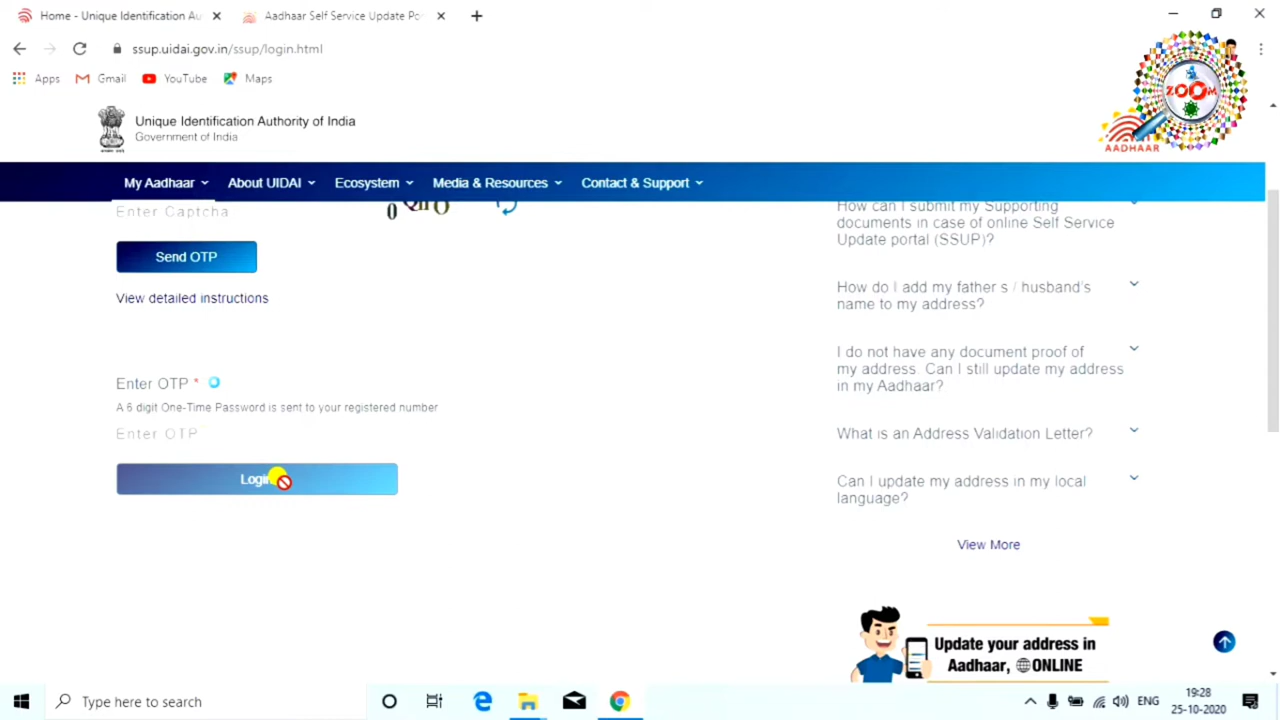 Home - Unique Identification Au
Aadhaar Self Service Update Po
ssup.uidai.gov.in/ssup/login.html
Apps
Gmail
YouTube
Maps
ZOOM
AADHAAR
Unique Identification Authority of India
Government of India
My Aadhaar
About UIDAI
Ecosystem
Media & Resources
Contact & Support
Enter Captcha
Send OTP
View detailed instructions
Enter OTP *
A 6 digit One-Time Password is sent to your registered number
Enter OTP
Login
How can I submit my Supporting
documents in case of online Self Service
Update portal (SSUP)?
How do I add my father s / husband's
name to my address?
I do not have any document proof of
my address. Can I still update my address
in my Aadhaar?
What is an Address Validation Letter?
Can I update my address in my local
language?
View More
Update your address in
Aadhaar, ONLINE
Type here to search
ENG
19:28
25-10-2020